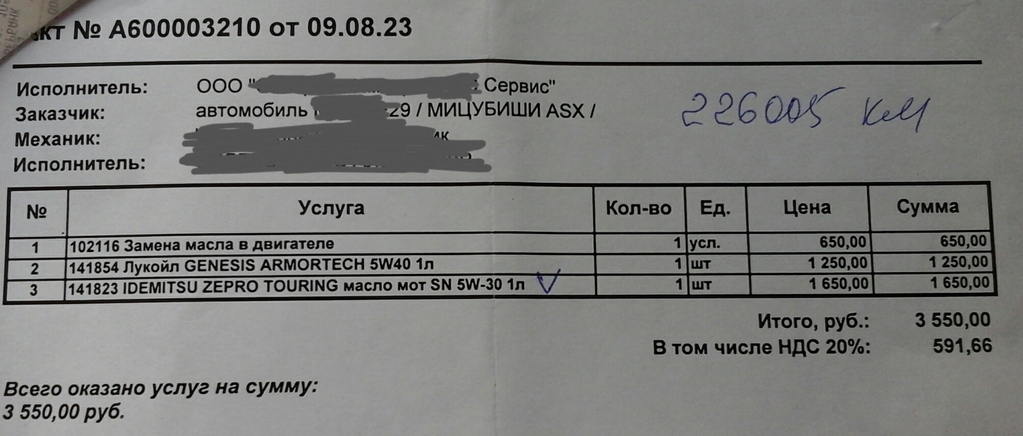 кт № А600003210 от 09.08.23
Исполнитель: ООО " Сервис"
Заказчик: автомобиль 29 / МИЦУБИШИ ASX /
226005 км
Механик:
Исполнитель:
№ Услуга Кол-во Ед. Цена Сумма
1 102116 Замена масла в двигателе 1 усл. 650,00 650,00
2 141854 Лукойл GENESIS ARMORTECH 5W40 1л 1 шт 1 250,00 1 250,00
3 141823 IDEMITSU ZEPRO TOURING масло мот SN 5W-30 1л 1 шт 1 650,00 1 650,00
Итого, руб.: 3 550,00
В том числе НДС 20%: 591,66
Всего оказано услуг на сумму:
3 550,00 руб.